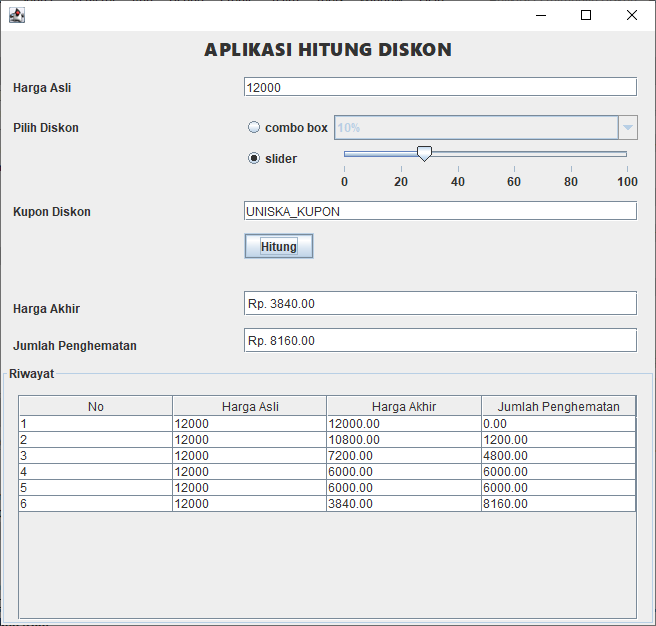 APLIKASI HITUNG DISKON
Harga Asli 12000
Pilih Diskon combo box 10%
slider
0 20 40 60 80 100
Kupon Diskon UNISKA_KUPON
Hitung
Harga Akhir Rp. 3840.00
Jumlah Penghematan Rp. 8160.00
Riwayat
No Harga Asli Harga Akhir Jumlah Penghematan
1 12000 12000.00 0.00
2 12000 10800.00 1200.00
3 12000 7200.00 4800.00
4 12000 6000.00 6000.00
5 12000 6000.00 6000.00
6 12000 3840.00 8160.00